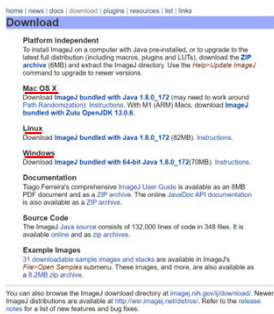 home | news | docs | download | plugins | resources | list | links
Download
Platform Independent
To install ImageJ on a computer with Java pre-installed, or to upgrade to the
latest full distribution (including macros, plugins and LUTs), download the ZIP
archive (6MB) and extract the ImageJ directory. Use the Help>Update ImageJ
command to upgrade to newer versions.
Mac OS X
Download ImageJ bundled with Java 1.8.0_172 (may need to work around
Path Randomization). Instructions. With M1 (ARM) Macs, download ImageJ
bundled with Zulu OpenJDK 13.0.6.
Linux
Download ImageJ bundled with Java 1.8.0_172 (82MB). Instructions.
Windows
Download ImageJ bundled with 64-bit Java 1.8.0_172(70MB). Instructions.
Documentation
Tiago Ferreira's comprehensive ImageJ User Guide is available as an 8MB
PDF document and as a ZIP archive. The online JavaDoc API documentation
is also available as a ZIP archive.
Source Code
The ImageJ Java source consists of 132,000 lines of code in 348 files. It is
available online and as zip archives.
Example Images
31 downloadable sample images and stacks are available in ImageJ's
File>Open Samples submenu. These images, and more, are also available as
a 8.2MB zip archive.
You can also browse the ImageJ download directory at imagej.nih.gov/ij/download/. Newer
ImageJ distributions are available at http://wsr.imagej.net/distros/. Refer to the release
notes for a list of new features and bug fixes.